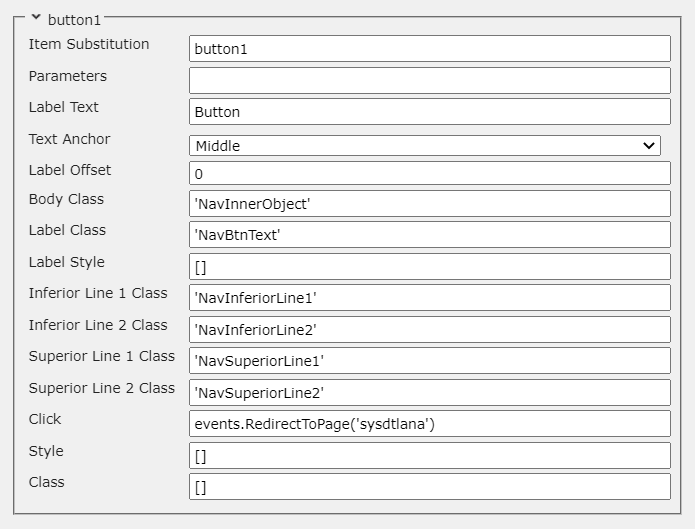 button1
Item Substitution button1
Parameters
Label Text Button
Text Anchor Middle
Label Offset 0
Body Class 'NavInnerObject'
Label Class 'NavBtnText'
Label Style []
Inferior Line 1 Class 'NavInferiorLine1'
Inferior Line 2 Class 'NavInferiorLine2'
Superior Line 1 Class 'NavSuperiorLine1'
Superior Line 2 Class 'NavSuperiorLine2'
Click events.RedirectToPage('sysdtlana')
Style []
Class []